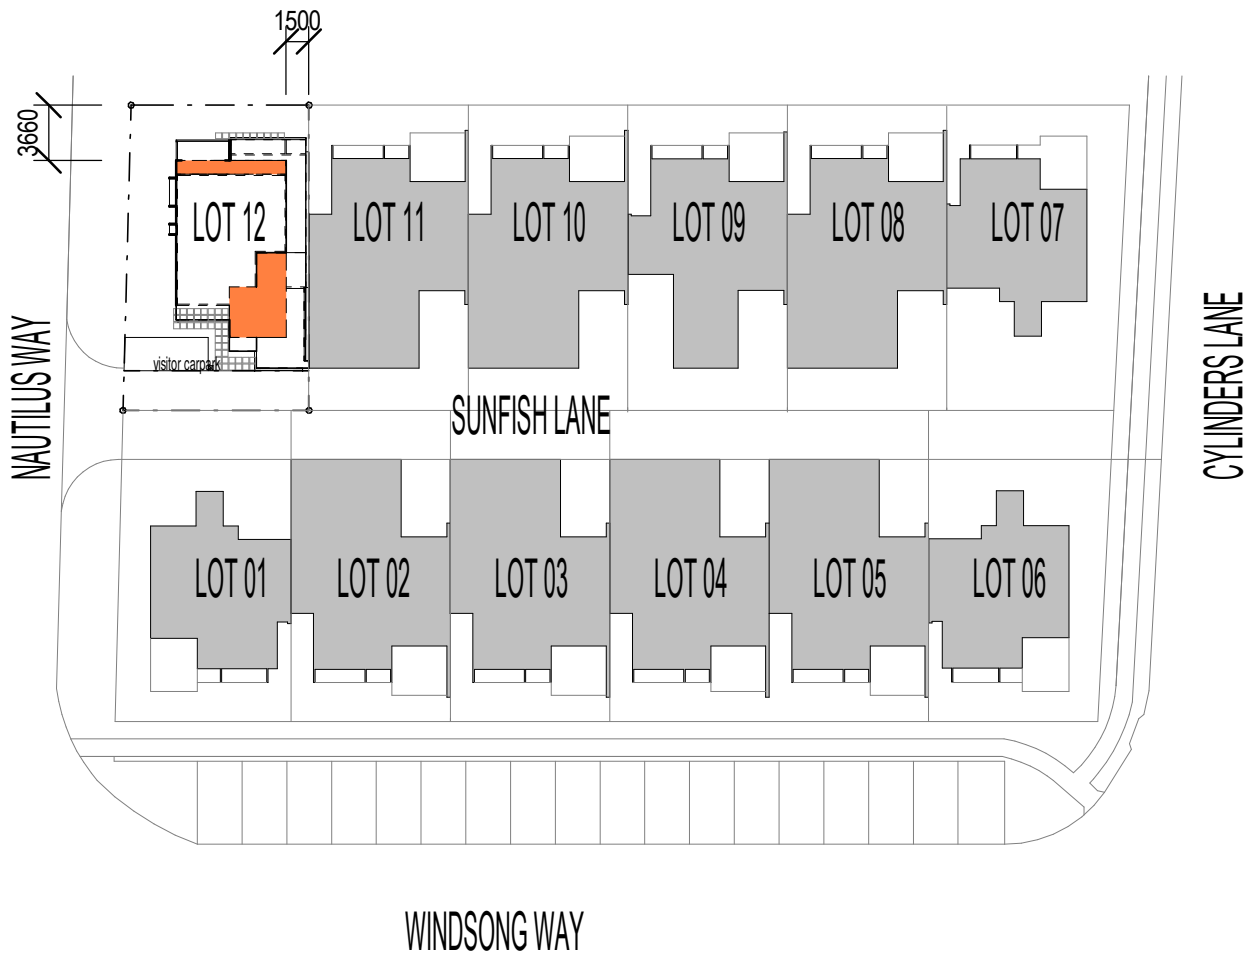 1500
3660
LOT 12
LOT 11
LOT 10
LOT 09
LOT 08
LOT 07
visitor carpark
NAUTILUS WAY
SUNFISH LANE
CYLINDERS LANE
LOT 01
LOT 02
LOT 03
LOT 04
LOT 05
LOT 06
WINDSONG WAY